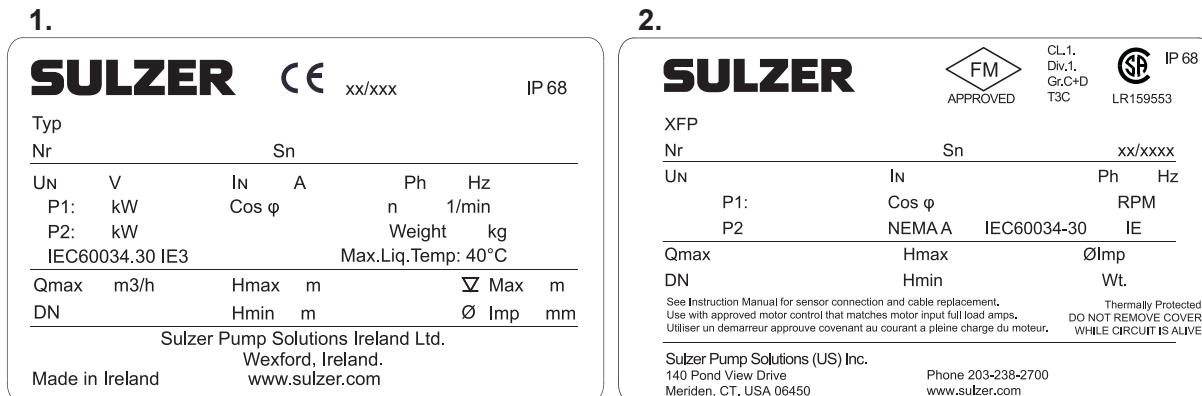 1.
SULZER CE xx/xxx IP 68
Typ
Nr Sn
UN V IN A Ph Hz
P1: kW Cos φ n 1/min
P2: kW Weight kg
IEC60034.30 IE3 Max.Liq.Temp: 40°C
Qmax m3/h Hmax m Max m
DN Hmin m Ø Imp mm
Sulzer Pump Solutions Ireland Ltd.
Wexford, Ireland.
Made in Ireland www.sulzer.com
2.
SULZER
FM
APPROVED
CL.1.
Div.1.
Gr.C+D
T3C
SA
LR159553
IP 68
XFP
Nr Sn xx/xxxx
UN IN Ph Hz
P1: Cos φ RPM
P2 NEMA A IEC60034-30 IE
Qmax Hmax ØImp
DN Hmin Wt.
See Instruction Manual for sensor connection and cable replacement.
Use with approved motor control that matches motor input full load amps.
Utiliser un demarreur approuve covenant au courant a pleine charge du moteur.
Thermally Protected
DO NOT REMOVE COVER
WHILE CIRCUIT IS ALIVE
Sulzer Pump Solutions (US) Inc.
140 Pond View Drive Phone 203-238-2700
Meriden, CT, USA 06450 www.sulzer.com